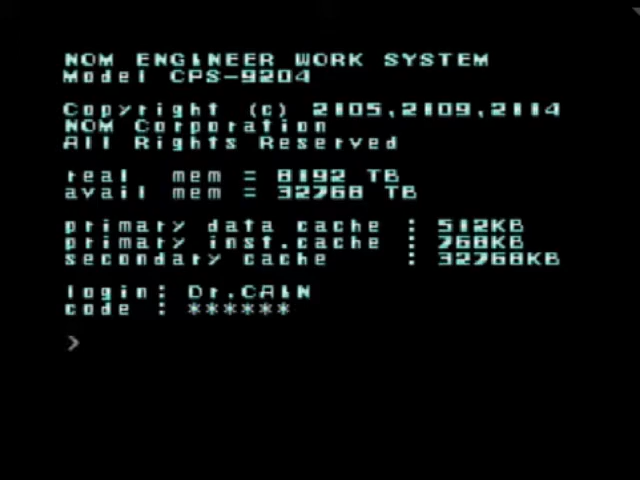 NOM ENGINEER WORK SYSTEM
Model CPS-9204
Copyright (c) 2105,2109,2114
NOM Corporation
All Rights Reserved
real mem = 8192 TB
avail mem = 32768 TB
primary data cache : 512KB
primary inst.cache : 768KB
secondary cache : 32768KB
login: Dr.CAIN
code : ******
>